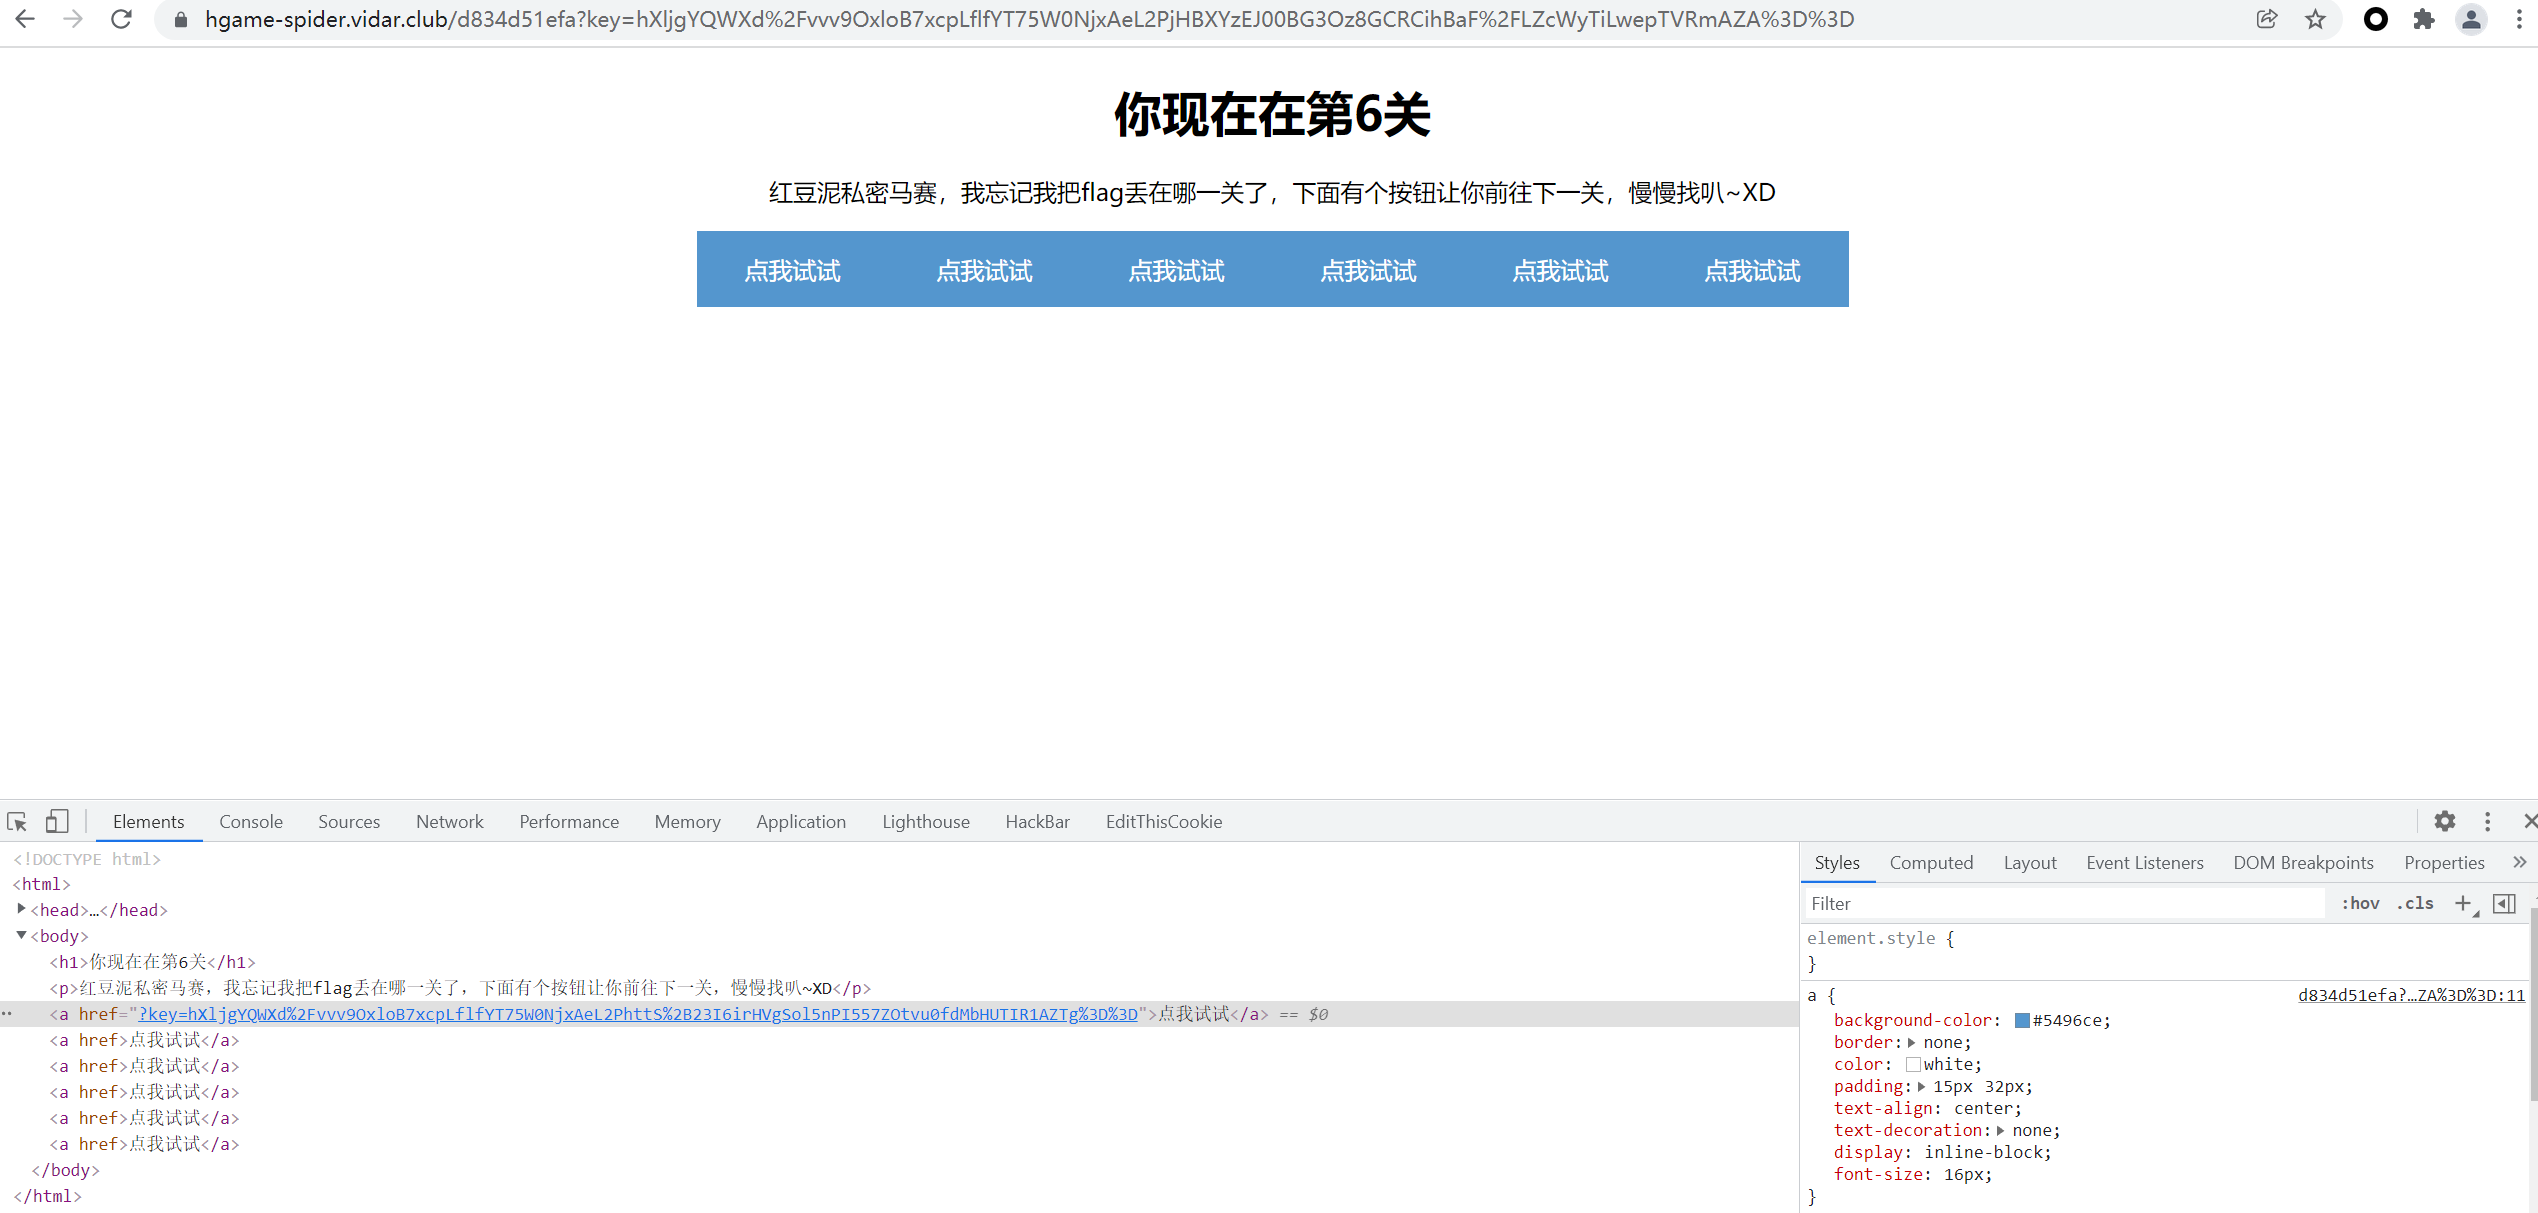 hgame-spider.vidar.club/d834d51efa?key=hXljgYQWXd%2Fvvv9OxloB7xcpLflfYT75W0NjxAeL2PjHBXYzEJ00BG3Oz8GCRCihBaF%2FLZcWyTiLwepTVRmAZA%3D%3D
你现在在第6关
红豆泥私密马赛，我忘记我把flag丢在哪一关了，下面有个按钮让你前往下一关，慢慢找叭~XD
点我试试 点我试试 点我试试 点我试试 点我试试 点我试试
Elements Console Sources Network Performance Memory Application Lighthouse HackBar EditThisCookie
<!DOCTYPE html>
<html>
<head>…</head>
<body>
<h1>你现在在第6关</h1>
<p>红豆泥私密马赛，我忘记我把flag丢在哪一关了，下面有个按钮让你前往下一关，慢慢找叭~XD</p>
<a href="?key=hXljgYQWXd%2Fvvv9OxloB7xcpLflfYT75W0NjxAeL2PhttS%2B23I6irHVgSol5nPI557ZOtvu0fdMbHUTIR1AZTg%3D%3D">点我试试</a> == $0
<a href>点我试试</a>
<a href>点我试试</a>
<a href>点我试试</a>
<a href>点我试试</a>
<a href>点我试试</a>
</body>
</html>
Styles Computed Layout Event Listeners DOM Breakpoints Properties »
Filter :hov .cls
element.style {
}
a { d834d51efa?…ZA%3D%3D:11
background-color: #5496ce;
border: none;
color: white;
padding: 15px 32px;
text-align: center;
text-decoration: none;
display: inline-block;
font-size: 16px;
}